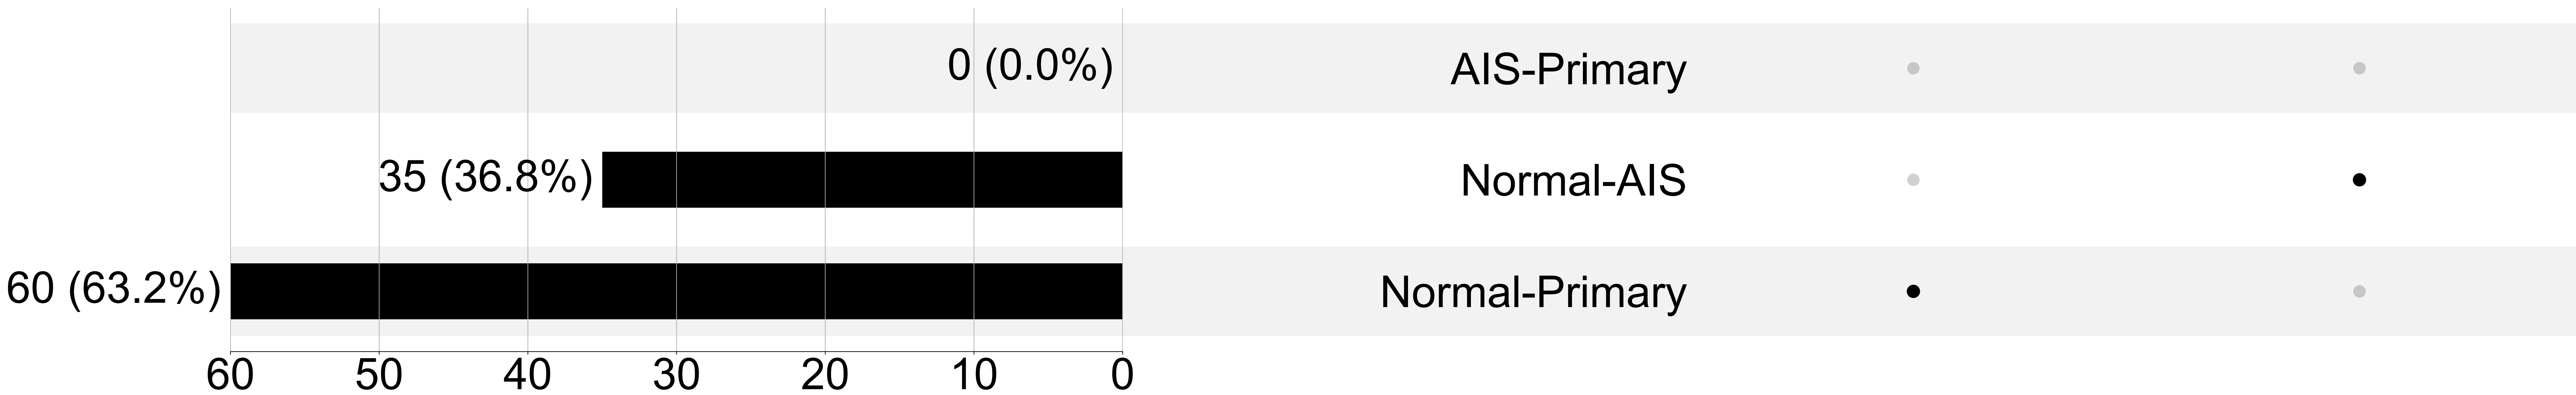 0 (0.0%) AIS-Primary
35 (36.8%) Normal-AIS
60 (63.2%) Normal-Primary
60 50 40 30 20 10 0